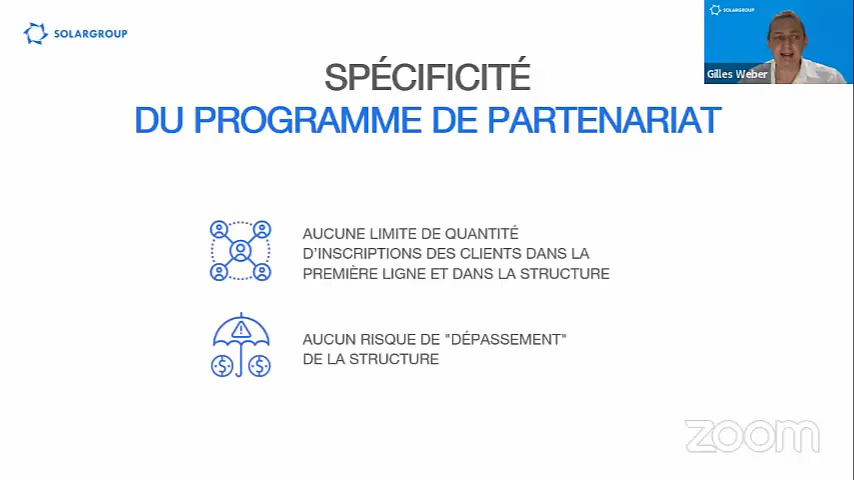 SOLARGROUP
SOLARGROUP
Gilles Weber
SPÉCIFICITÉ
DU PROGRAMME DE PARTENARIAT
AUCUNE LIMITE DE QUANTITÉ
D'INSCRIPTIONS DES CLIENTS DANS LA
PREMIÈRE LIGNE ET DANS LA STRUCTURE
AUCUN RISQUE DE "DÉPASSEMENT"
DE LA STRUCTURE
zoom